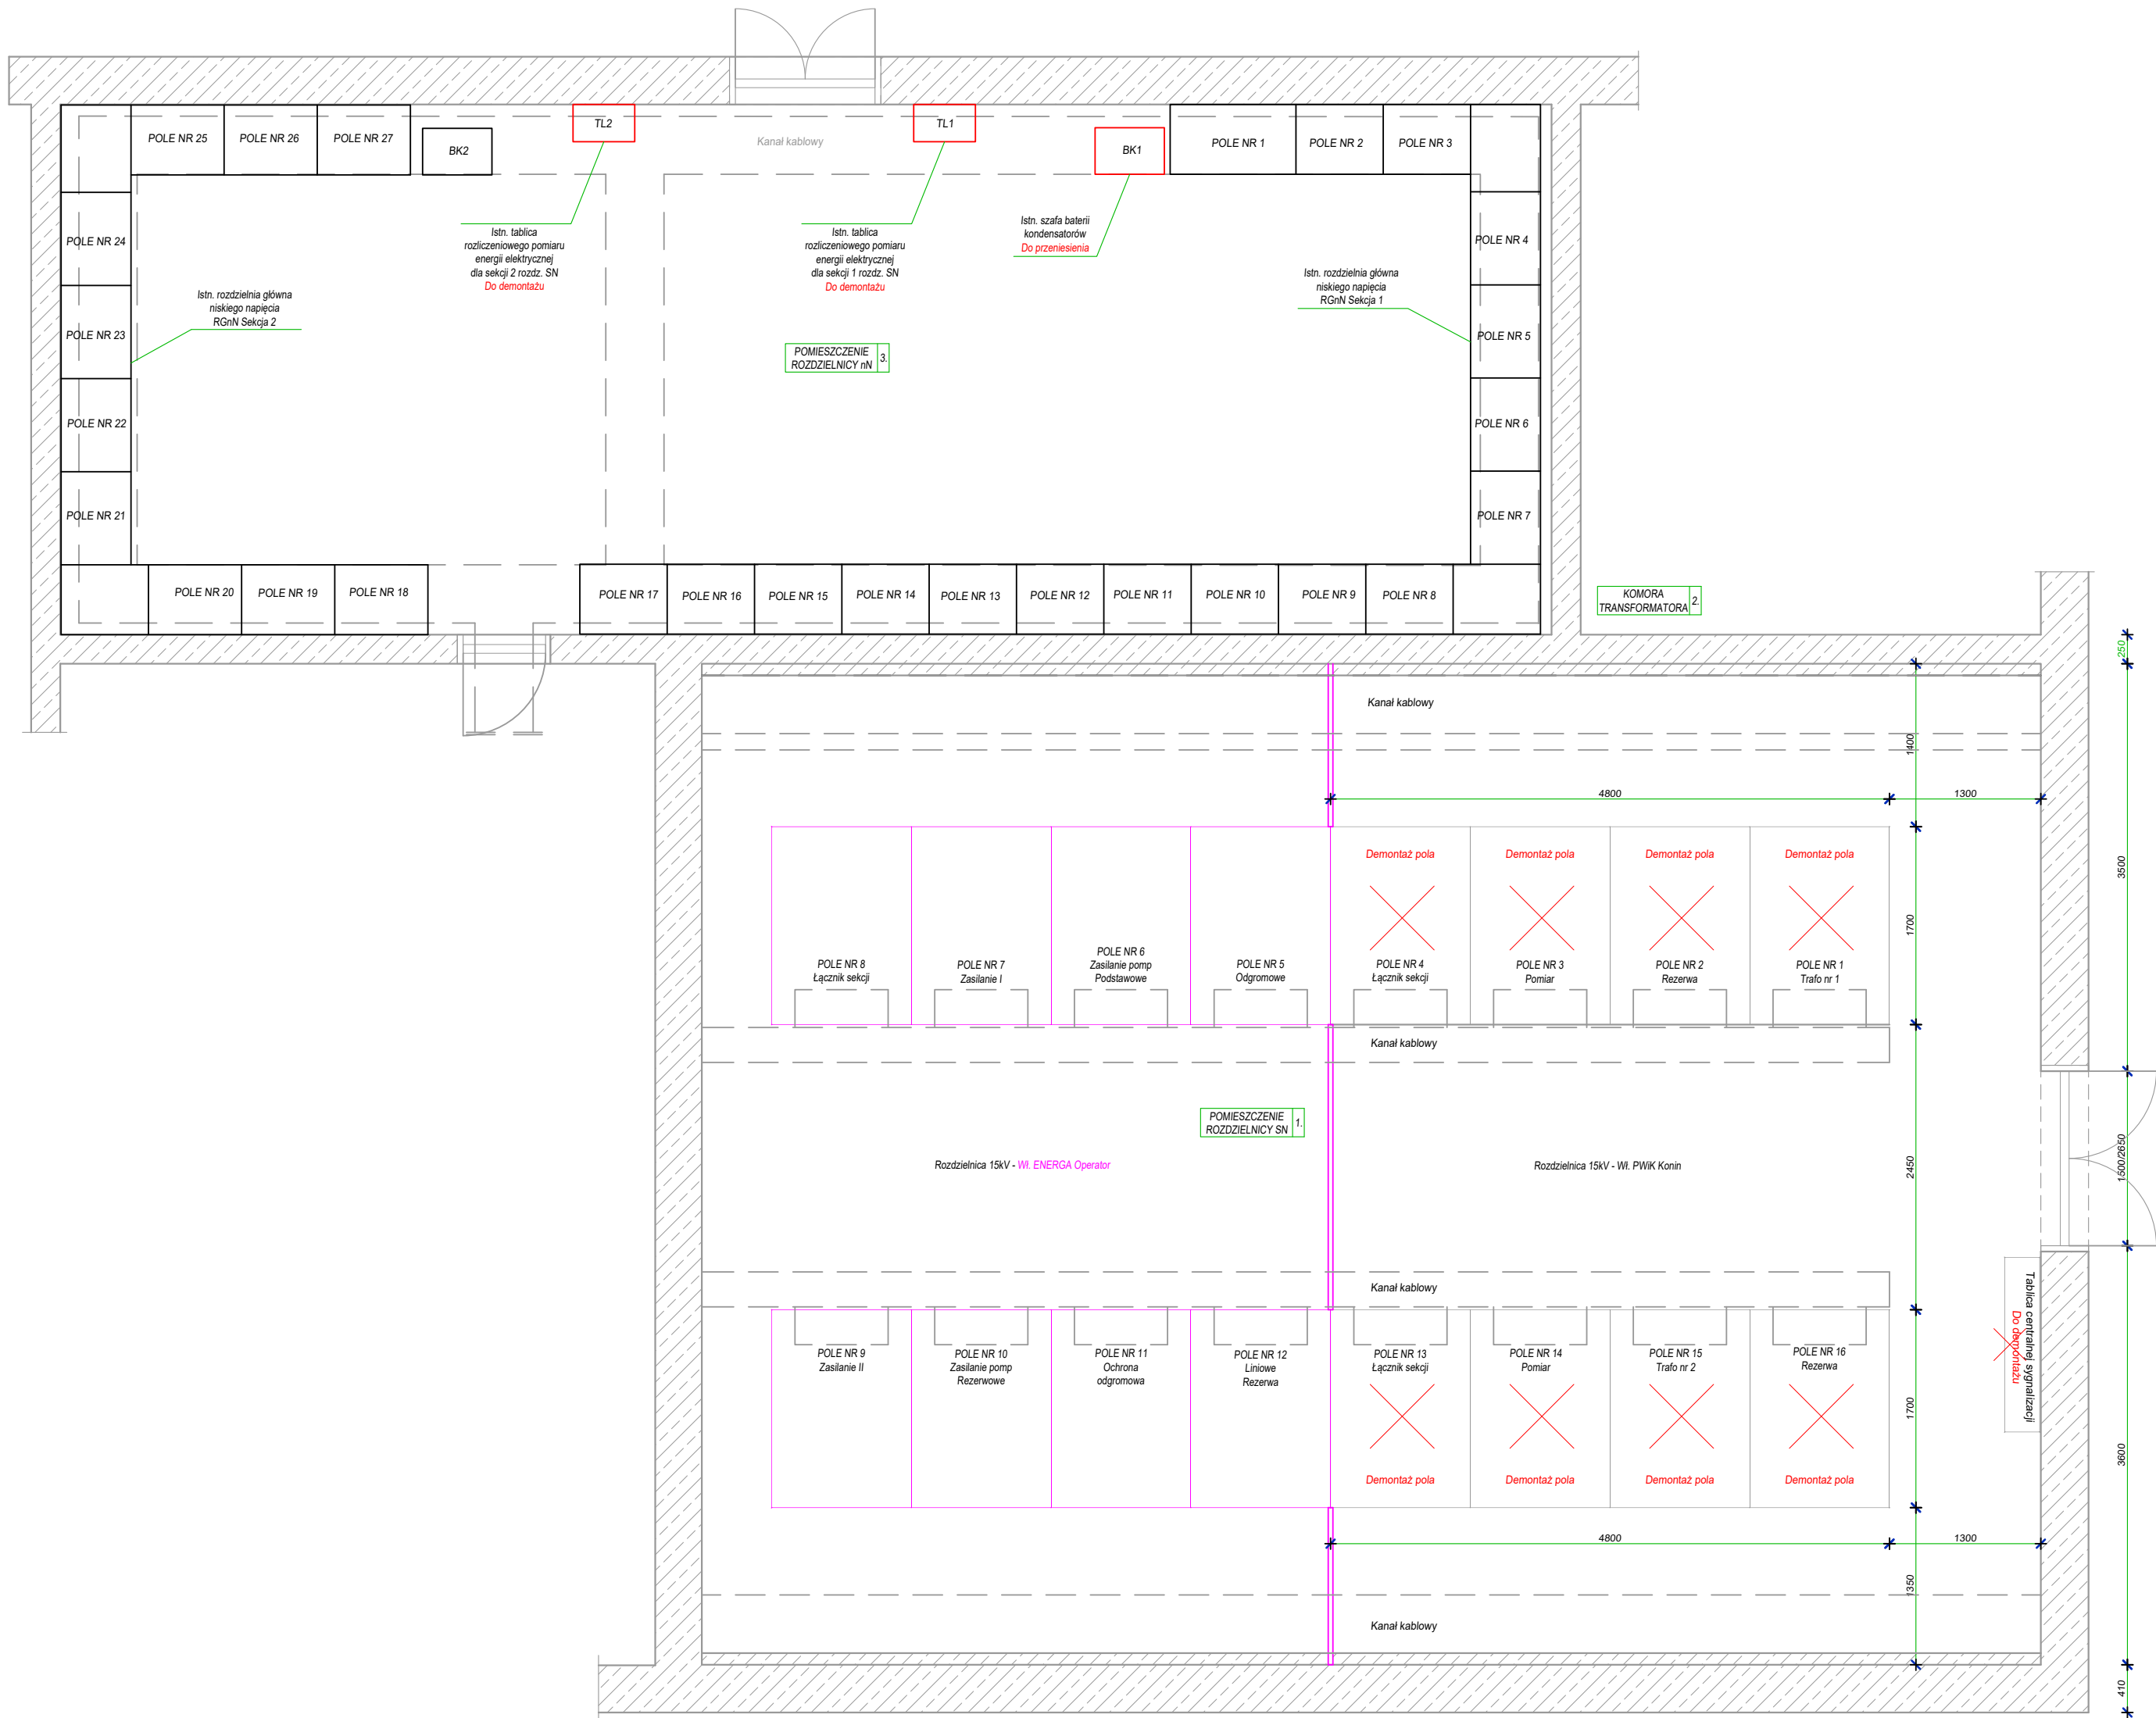 POLE NR 25
POLE NR 26
POLE NR 27
BK2
TL2
Kanał kablowy
TL1
BK1
POLE NR 1
POLE NR 2
POLE NR 3
POLE NR 24
POLE NR 23
POLE NR 22
POLE NR 21
Istn. rozdzielnia główna
niskiego napięcia
RGnN Sekcja 2
Istn. tablica
rozliczeniowego pomiaru
energii elektrycznej
dla sekcji 2 rozdz. SN
Do demontażu
Istn. tablica
rozliczeniowego pomiaru
energii elektrycznej
dla sekcji 1 rozdz. SN
Do demontażu
Istn. szafa baterii
kondensatorów
Do przeniesienia
Istn. rozdzielnia główna
niskiego napięcia
RGnN Sekcja 1
POMIESZCZENIE
ROZDZIELNICY nN
3.
POLE NR 4
POLE NR 5
POLE NR 6
POLE NR 7
POLE NR 20
POLE NR 19
POLE NR 18
POLE NR 17
POLE NR 16
POLE NR 15
POLE NR 14
POLE NR 13
POLE NR 12
POLE NR 11
POLE NR 10
POLE NR 9
POLE NR 8
KOMORA
TRANSFORMATORA
2.
250
Kanał kablowy
1400
4800
1300
Demontaż pola
Demontaż pola
Demontaż pola
Demontaż pola
3500
1700
POLE NR 8
Łącznik sekcji
POLE NR 7
Zasilanie I
POLE NR 6
Zasilanie pomp
Podstawowe
POLE NR 5
Odgromowe
POLE NR 4
Łącznik sekcji
POLE NR 3
Pomiar
POLE NR 2
Rezerwa
POLE NR 1
Trafo nr 1
Kanał kablowy
POMIESZCZENIE
ROZDZIELNICY SN
1.
Rozdzielnica 15kV - Wł. ENERGA Operator
Rozdzielnica 15kV - Wł. PWiK Konin
2450
1500/2650
Kanał kablowy
Tablica centralnej sygnalizacji
Do demontażu
POLE NR 9
Zasilanie II
POLE NR 10
Zasilanie pomp
Rezerwowe
POLE NR 11
Ochrona
odgromowa
POLE NR 12
Liniowe
Rezerwa
POLE NR 13
Łącznik sekcji
POLE NR 14
Pomiar
POLE NR 15
Trafo nr 2
POLE NR 16
Rezerwa
1700
3600
Demontaż pola
Demontaż pola
Demontaż pola
Demontaż pola
4800
1300
1350
Kanał kablowy
410